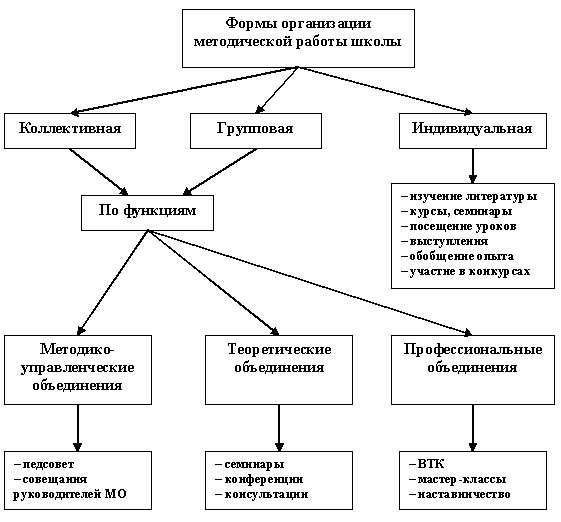 Формы организации
методической работы школы
Коллективная
Групповая
Индивидуальная
– изучение литературы
– курсы, семинары
– посещение уроков
– выступления
– обобщение опыта
– участие в конкурсах
По функциям
Методико-
управленческие
объединения
Теоретические
объединения
Профессиональные
объединения
– педсовет
– совещания
руководителей МО
– семинары
– конференции
– консультации
– ВТК
– мастер-классы
– наставничество